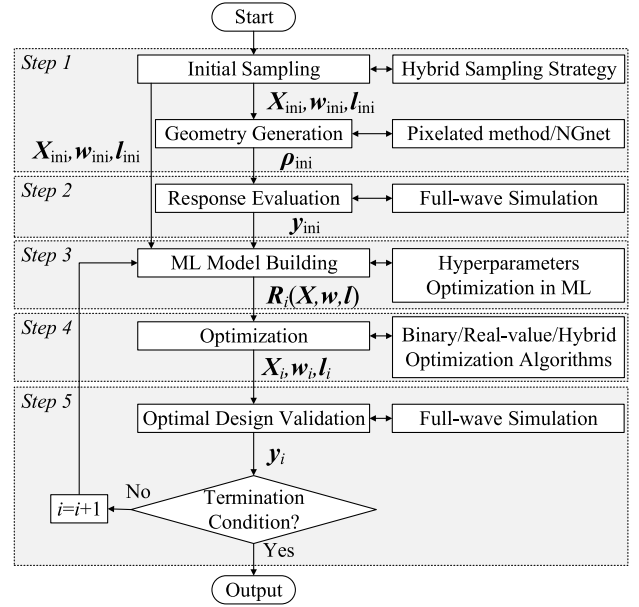 Start
Step 1
Initial Sampling
Hybrid Sampling Strategy
X_ini, w_ini, l_ini
X_ini, w_ini, l_ini
Geometry Generation
Pixelated method/NGnet
ρ_ini
Step 2
Response Evaluation
Full-wave Simulation
y_ini
Step 3
ML Model Building
Hyperparameters
Optimization in ML
R_i(X,w,l)
Step 4
Optimization
Binary/Real-value/Hybrid
Optimization Algorithms
X_i, w_i, l_i
Step 5
Optimal Design Validation
Full-wave Simulation
y_i
No
i=i+1
Termination
Condition?
Yes
Output